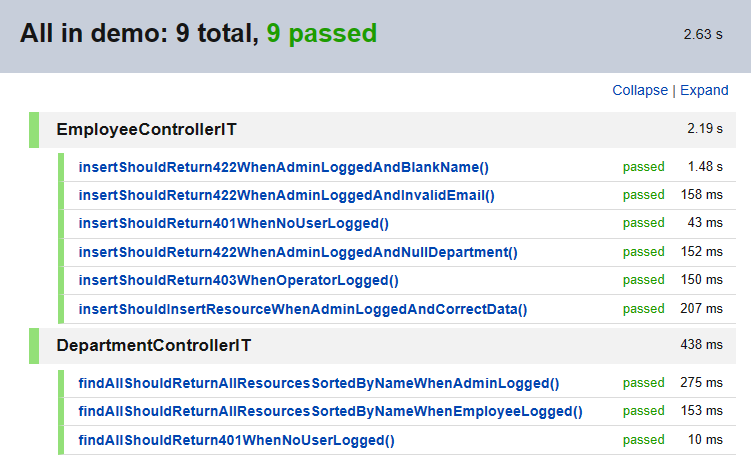 All in demo: 9 total, 9 passed 2.63 s
Collapse | Expand
EmployeeControllerIT 2.19 s
insertShouldReturn422WhenAdminLoggedAndBlankName() passed 1.48 s
insertShouldReturn422WhenAdminLoggedAndInvalidEmail() passed 158 ms
insertShouldReturn401WhenNoUserLogged() passed 43 ms
insertShouldReturn422WhenAdminLoggedAndNullDepartment() passed 152 ms
insertShouldReturn403WhenOperatorLogged() passed 150 ms
insertShouldInsertResourceWhenAdminLoggedAndCorrectData() passed 207 ms
DepartmentControllerIT 438 ms
findAllShouldReturnAllResourcesSortedByNameWhenAdminLogged() passed 275 ms
findAllShouldReturnAllResourcesSortedByNameWhenEmployeeLogged() passed 153 ms
findAllShouldReturn401WhenNoUserLogged() passed 10 ms